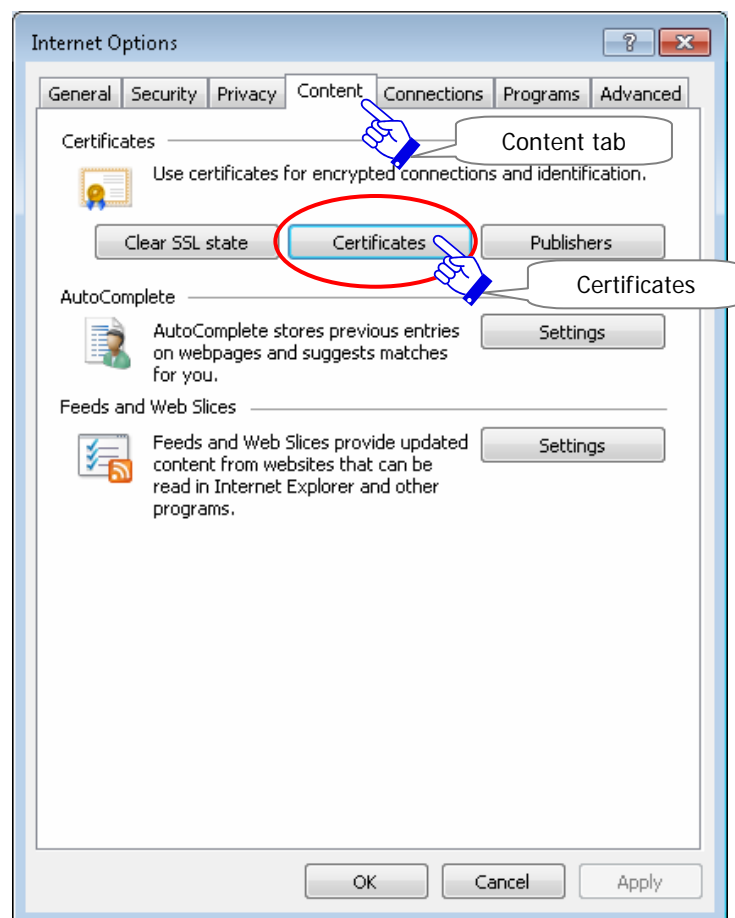 Internet Options
General Security Privacy Content Connections Programs Advanced
Content tab
Certificates
Use certificates for encrypted connections and identification.
Clear SSL state Certificates Publishers
Certificates
AutoComplete
AutoComplete stores previous entries
on webpages and suggests matches
for you.
Settings
Feeds and Web Slices
Feeds and Web Slices provide updated
content from websites that can be
read in Internet Explorer and other
programs.
Settings
OK Cancel Apply